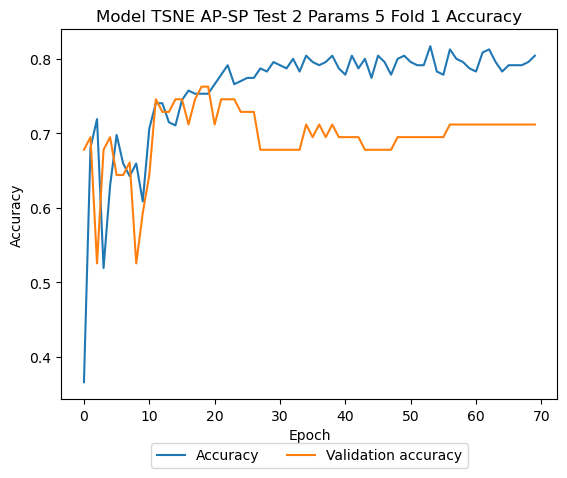 Model TSNE AP-SP Test 2 Params 5 Fold 1 Accuracy
Accuracy
0.8
0.7
0.6
0.5
0.4
0 10 20 30 40 50 60 70
Epoch
Accuracy Validation accuracy